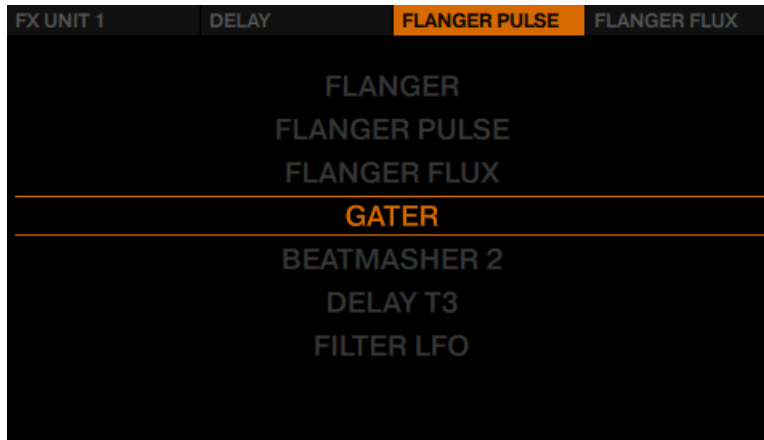 FX UNIT 1 DELAY FLANGER PULSE FLANGER FLUX
FLANGER
FLANGER PULSE
FLANGER FLUX
GATER
BEATMASHER 2
DELAY T3
FILTER LFO